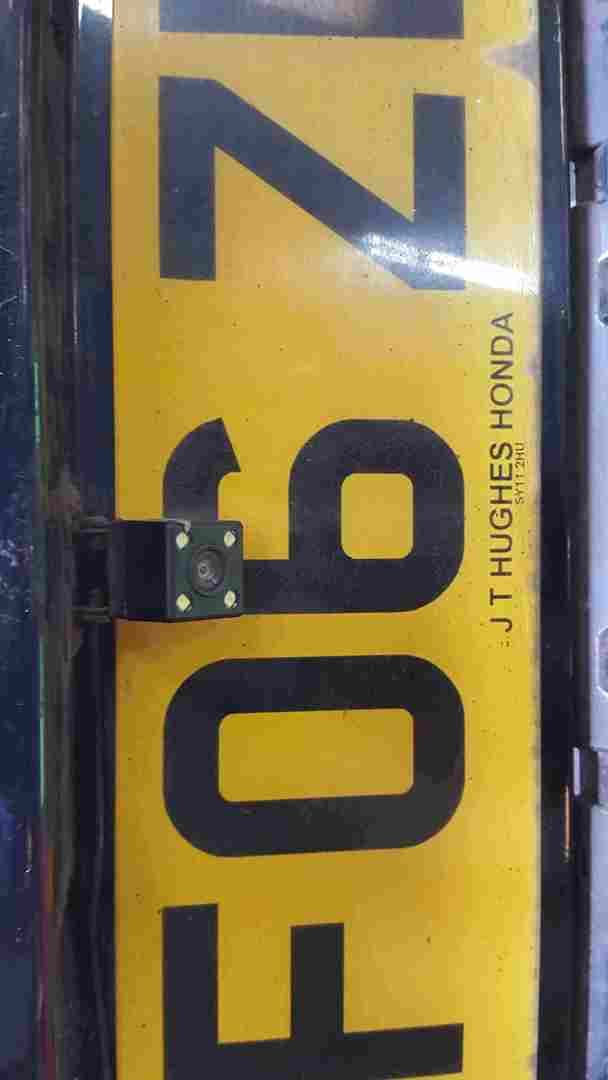 F06 Z
J T HUGHES HONDA
SY11 2HU